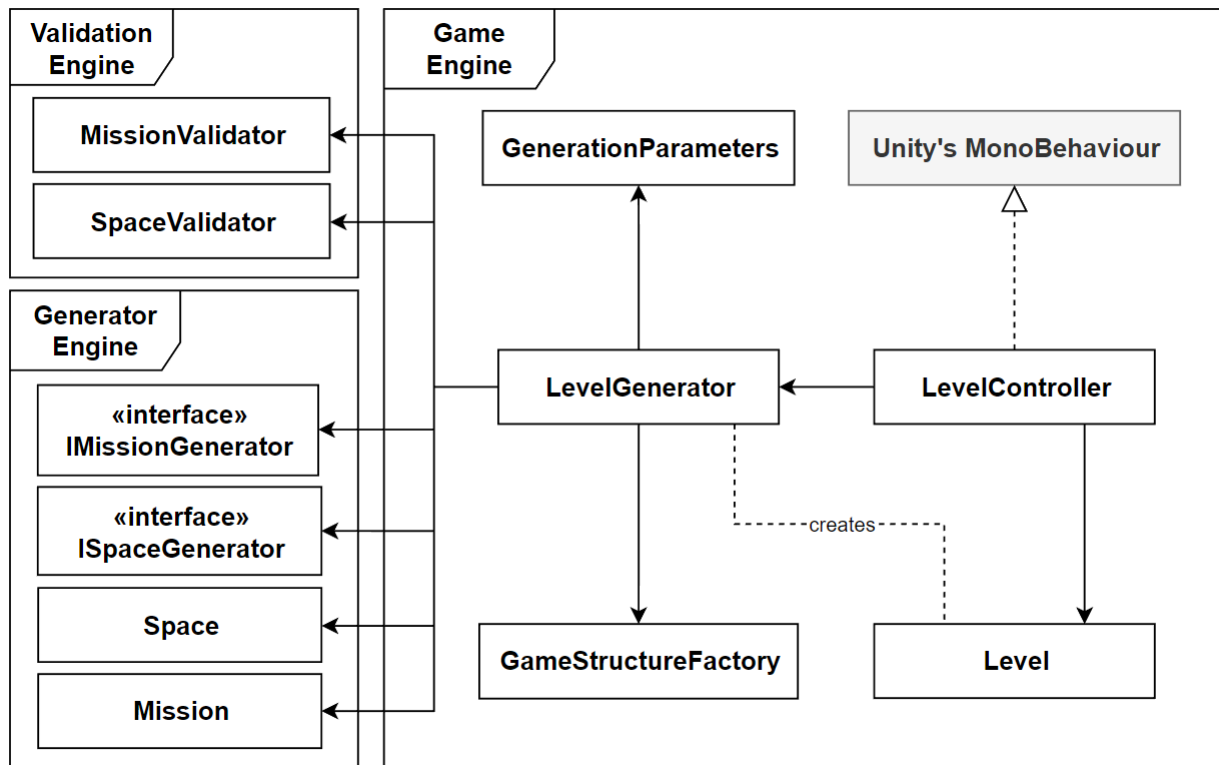 Validation
Engine
MissionValidator
SpaceValidator
Generator
Engine
«interface»
IMissionGenerator
«interface»
ISpaceGenerator
Space
Mission
Game
Engine
GenerationParameters
Unity's MonoBehaviour
LevelGenerator
LevelController
creates
GameStructureFactory
Level